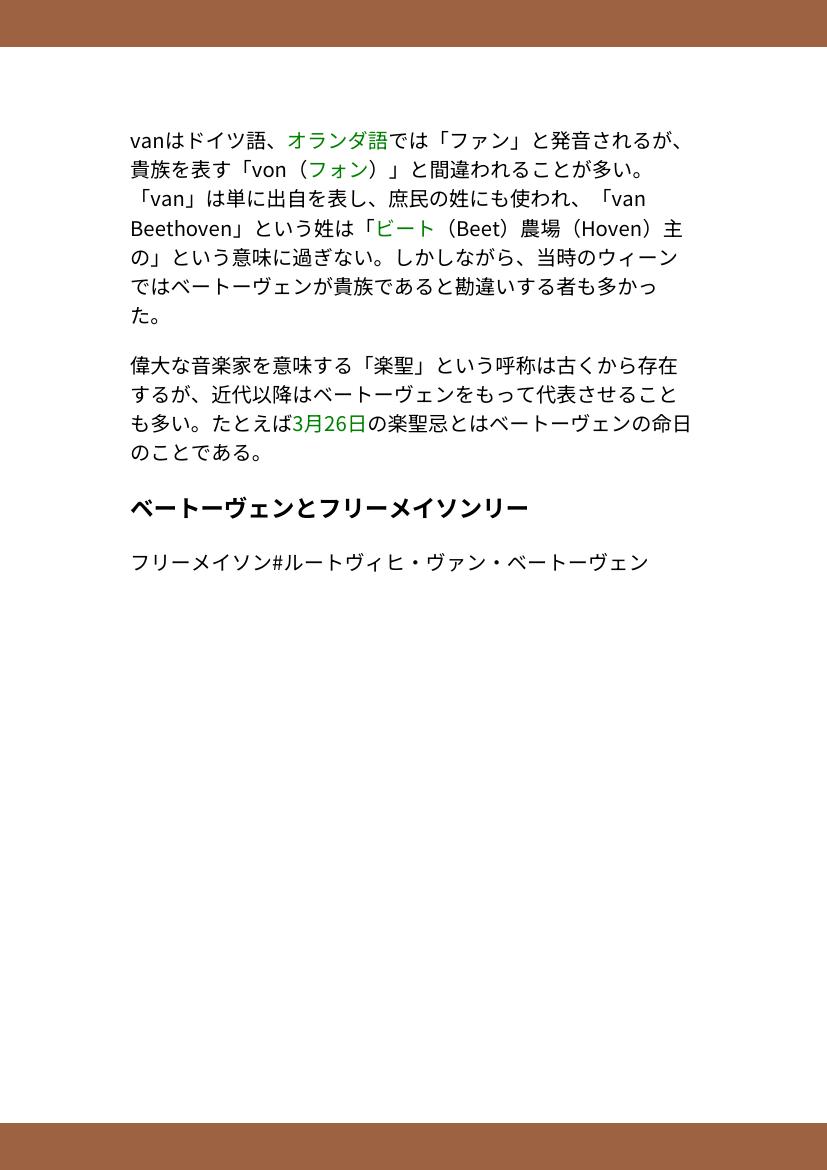 vanはドイツ語、オランダ語では「ファン」と発音されるが、
貴族を表す「von（フォン）」と間違われることが多い。
「van」は単に出自を表し、庶民の姓にも使われ、「van
Beethoven」という姓は「ビート（Beet）農場（Hoven）主
の」という意味に過ぎない。しかしながら、当時のウィーン
ではベートーヴェンが貴族であると勘違いする者も多かっ
た。
偉大な音楽家を意味する「楽聖」という呼称は古くから存在
するが、近代以降はベートーヴェンをもって代表させること
も多い。たとえば3月26日の楽聖忌とはベートーヴェンの命日
のことである。
ベートーヴェンとフリーメイソンリー
フリーメイソン#ルートヴィヒ・ヴァン・ベートーヴェン